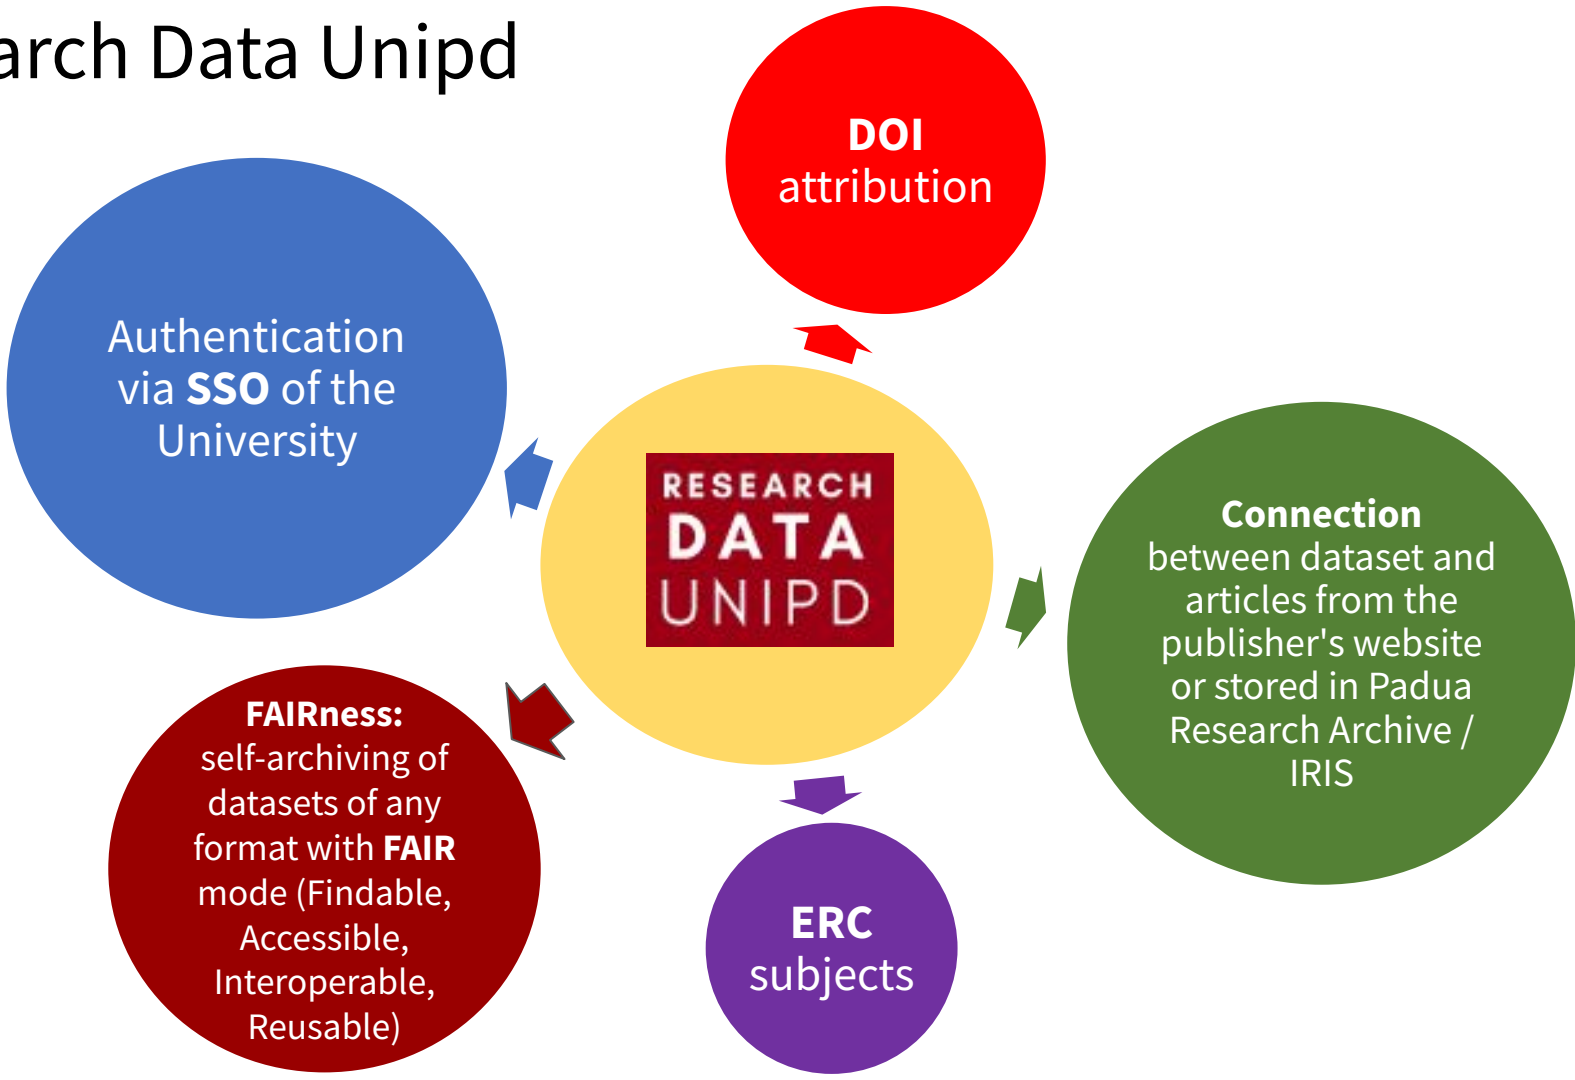 arch Data Unipd
DOI
attribution
Authentication
via SSO of the
University
RESEARCH
DATA
UNIPD
Connection
between dataset and
articles from the
publisher's website
or stored in Padua
Research Archive /
IRIS
FAIRness:
self-archiving of
datasets of any
format with FAIR
mode (Findable,
Accessible,
Interoperable,
Reusable)
ERC
subjects